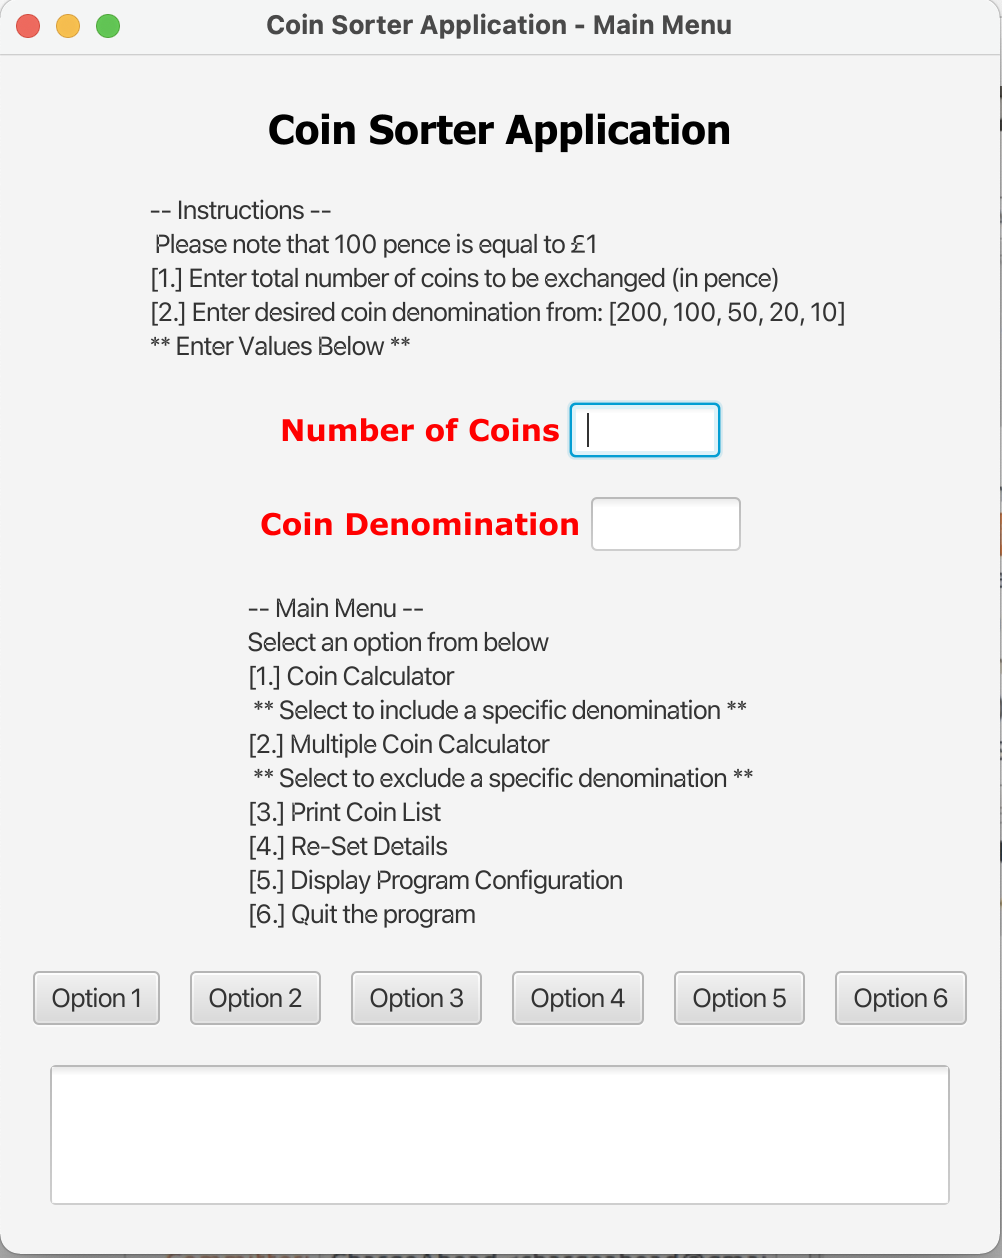 Coin Sorter Application - Main Menu
Coin Sorter Application
-- Instructions --
Please note that 100 pence is equal to £1
[1.] Enter total number of coins to be exchanged (in pence)
[2.] Enter desired coin denomination from: [200, 100, 50, 20, 10]
** Enter Values Below **
Number of Coins
Coin Denomination
-- Main Menu --
Select an option from below
[1.] Coin Calculator
** Select to include a specific denomination **
[2.] Multiple Coin Calculator
** Select to exclude a specific denomination **
[3.] Print Coin List
[4.] Re-Set Details
[5.] Display Program Configuration
[6.] Quit the program
Option 1 Option 2 Option 3 Option 4 Option 5 Option 6